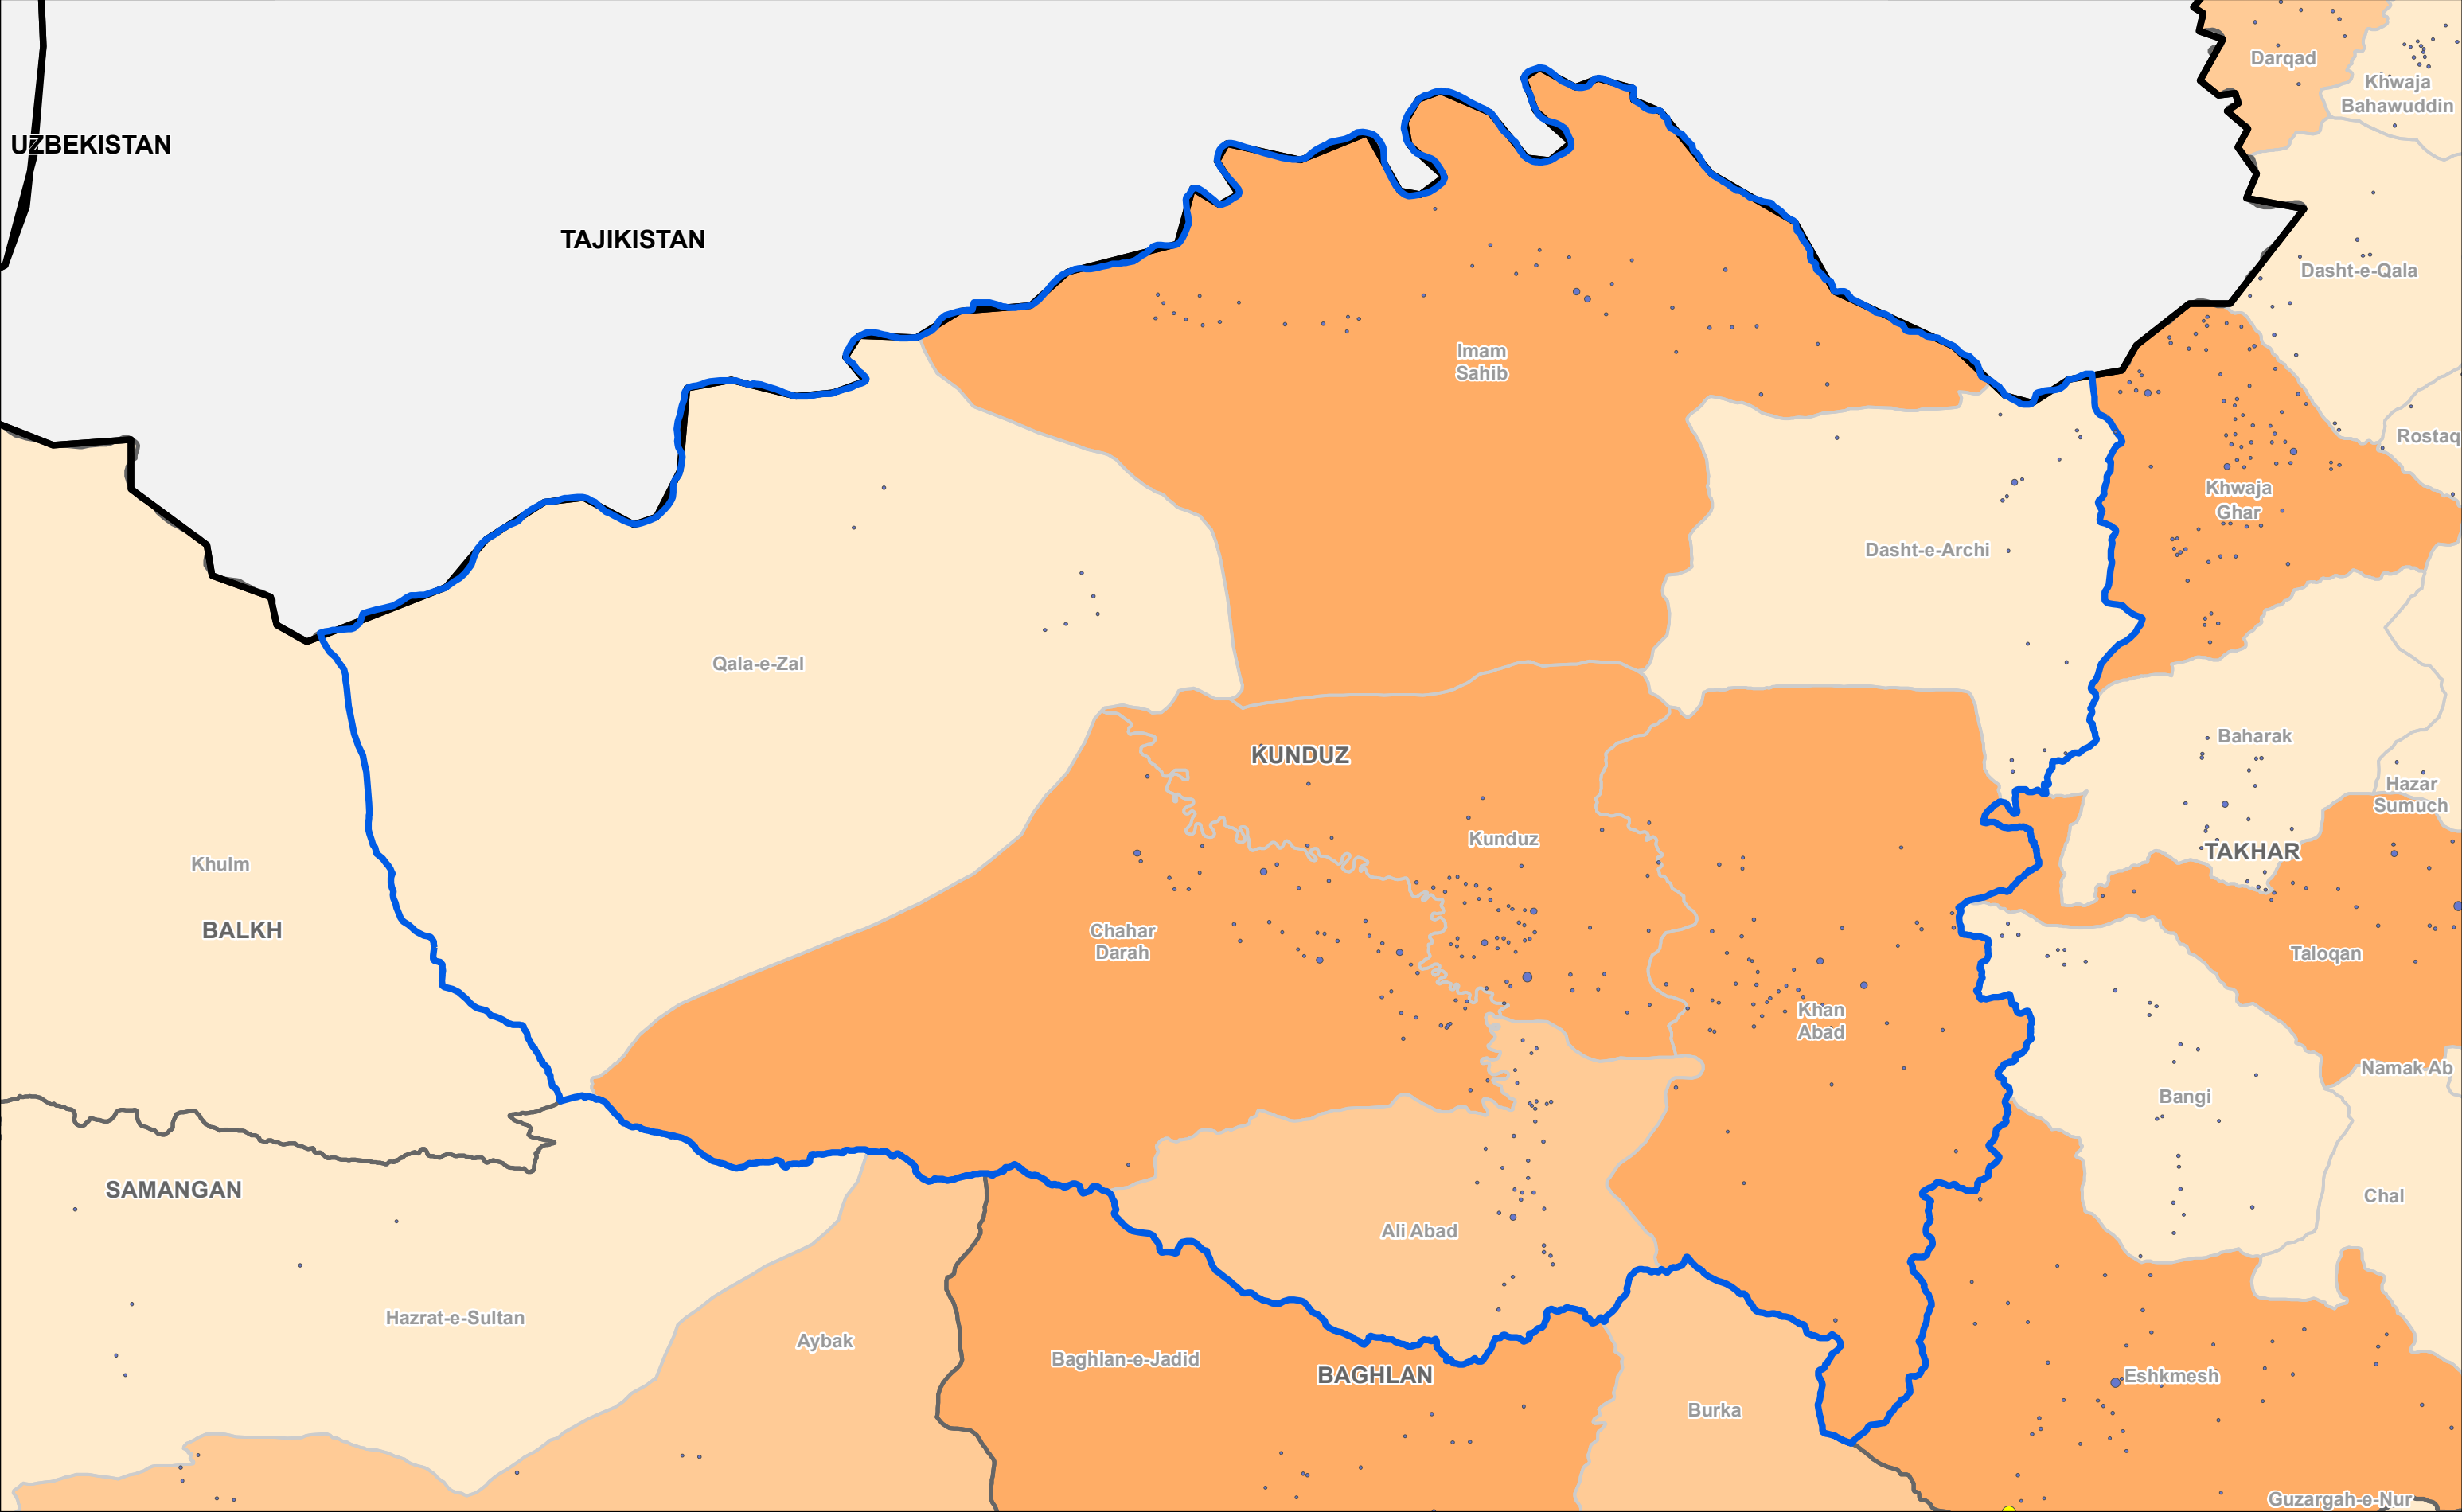 Darqad
Khwaja
Bahawuddin
UZBEKISTAN
TAJIKISTAN
Dasht-e-Qala
Imam
Sahib
Rostaq
Khwaja
Ghar
Dasht-e-Archi
Qala-e-Zal
Baharak
KUNDUZ
Hazar
Sumuch
Kunduz
TAKHAR
Khulm
BALKH
Chahar
Darah
Taloqan
Khan
Abad
Namak Ab
Bangi
SAMANGAN
Chal
Ali Abad
Hazrat-e-Sultan
Aybak
Baghlan-e-Jadid
BAGHLAN
Eshkmesh
Burka
Guzargah-e-Nur